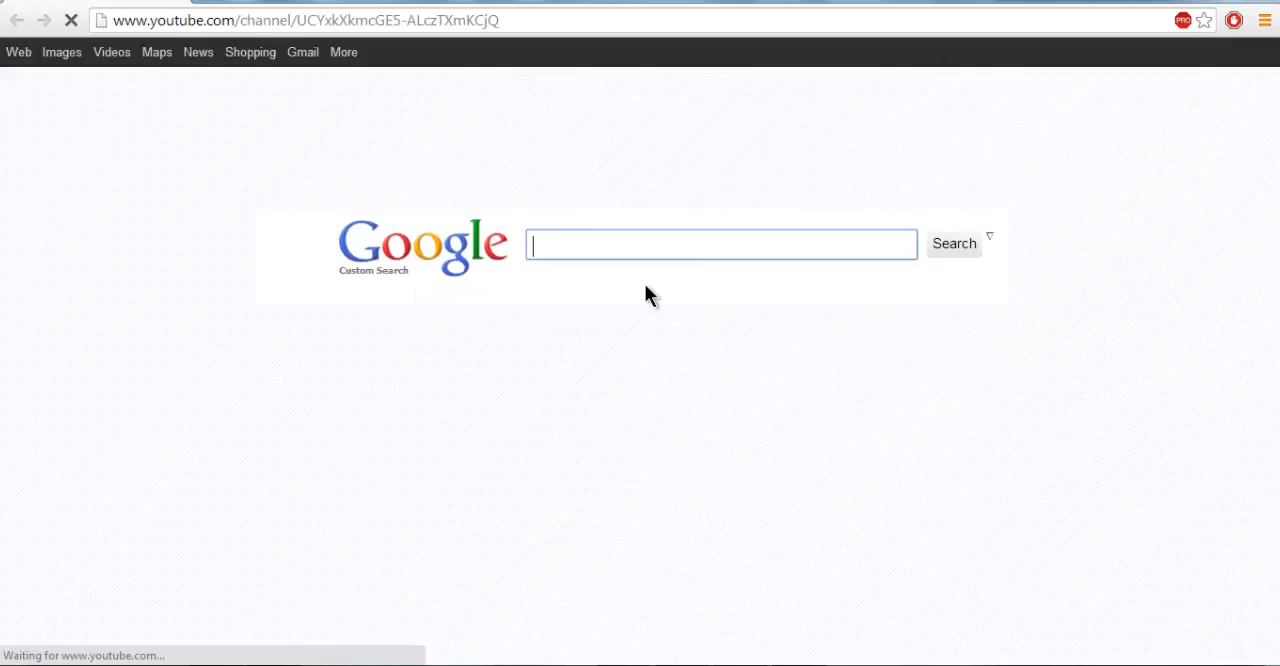 www.youtube.com/channel/UCYxkXkmcGE5-ALczTXmKCjQ
PRO
Web Images Videos Maps News Shopping Gmail More
Google
Custom Search
Search
Waiting for www.youtube.com...